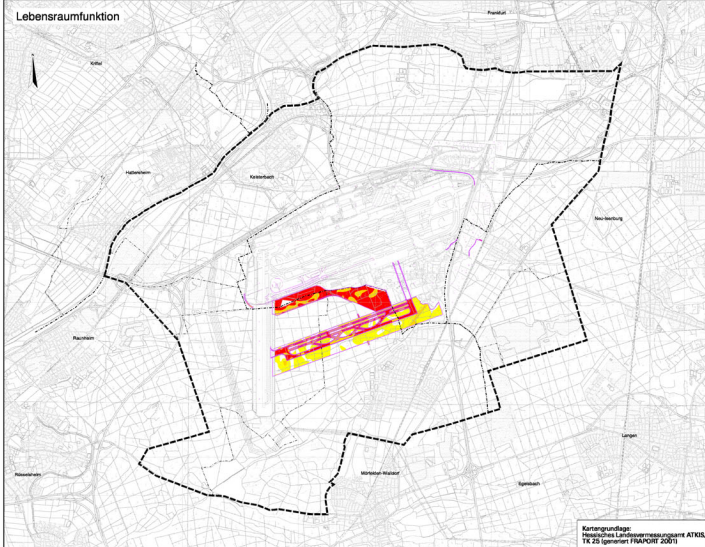 Lebensraumfunktion
Frankfurt
Kriftel
Hattersheim
Kelsterbach
Neu-Isenburg
Raunheim
Langen
Rüsselsheim
Mörfelden-Walldorf
Egelsbach
Kartengrundlage:
Hessisches Landesvermessungsamt ATKIS,
TK 25 (generiert FRAPORT 2001)